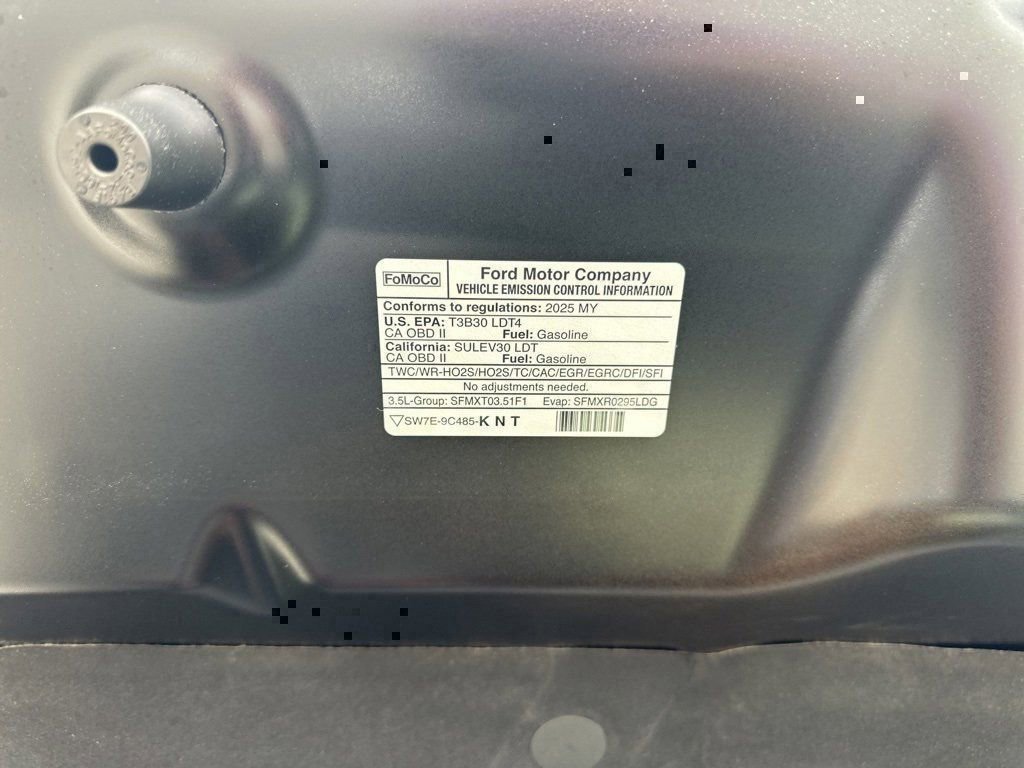 FoMoCo
Ford Motor Company
VEHICLE EMISSION CONTROL INFORMATION
Conforms to regulations: 2025 MY
U.S. EPA: T3B30 LDT4
CA OBD II Fuel: Gasoline
California: SULEV30 LDT
CA OBD II Fuel: Gasoline
TWC/WR-HO2S/HO2S/TC/CAC/EGR/EGRC/DFI/SFI
No adjustments needed.
3.5L-Group: SFMXT03.51F1 Evap: SFMXR0295LDG
SW7E-9C485-K N T